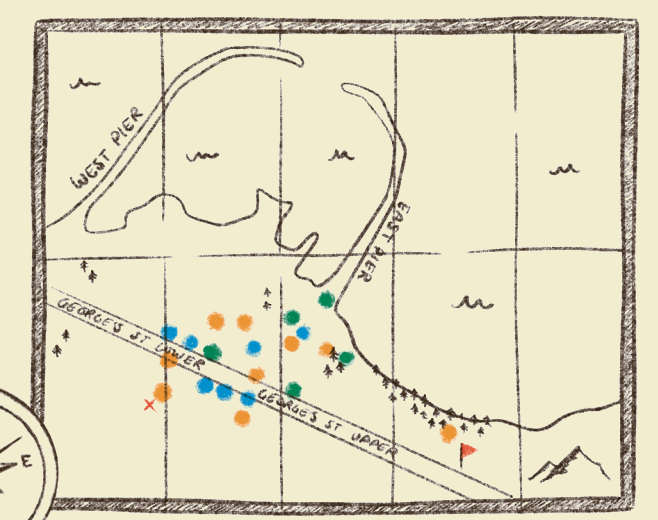 WEST PIER
EAST PIER
GEORGE'S ST LOWER
GEORGE'S ST UPPER
E